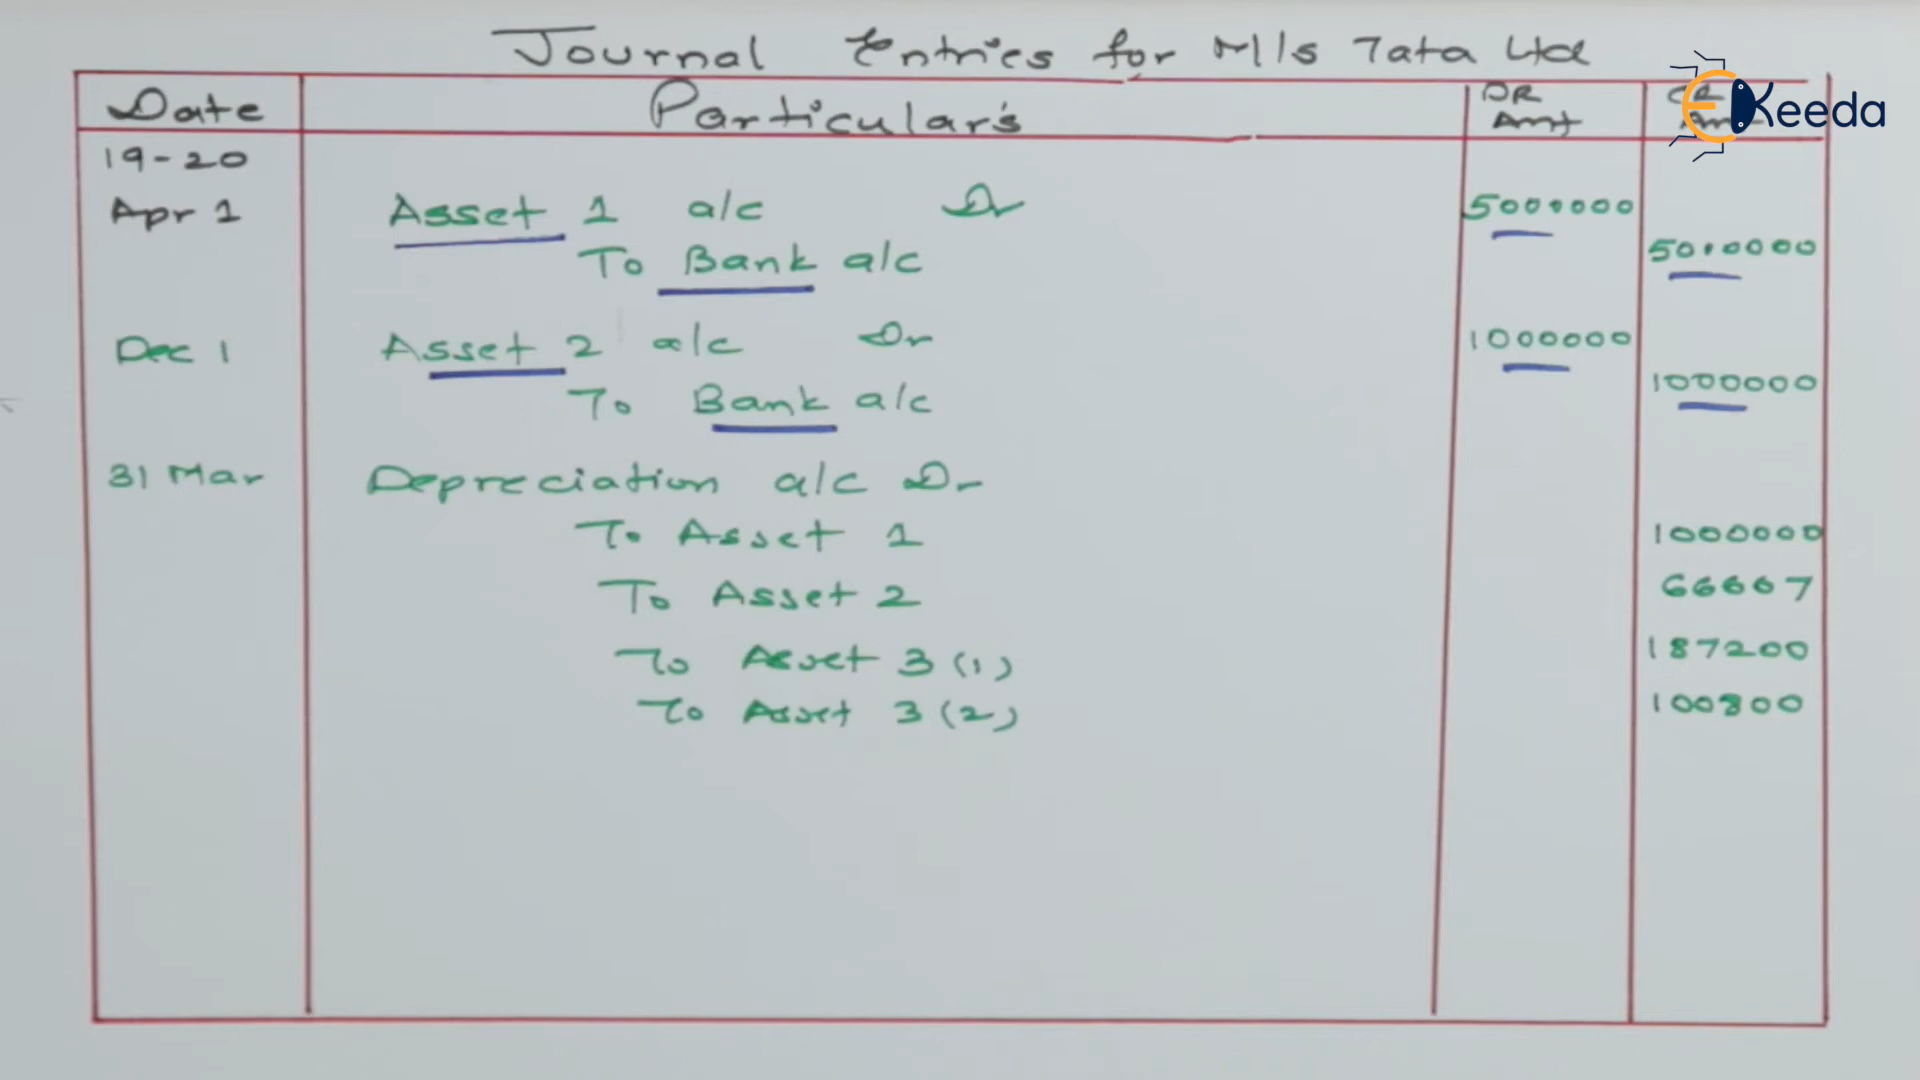 Journal Entries for M/s Tata Ltd
Date Particulars DR Amt CR
EKeeda
19-20
Apr 1 Asset 1 a/c Dr 5000000
To Bank a/c 5000000
Dec 1 Asset 2 a/c Dr 1000000
To Bank a/c 1000000
31 Mar Depreciation a/c Dr
To Asset 1 1000000
To Asset 2 66667
To Asset 3 (1) 187200
To Asset 3 (2) 100800